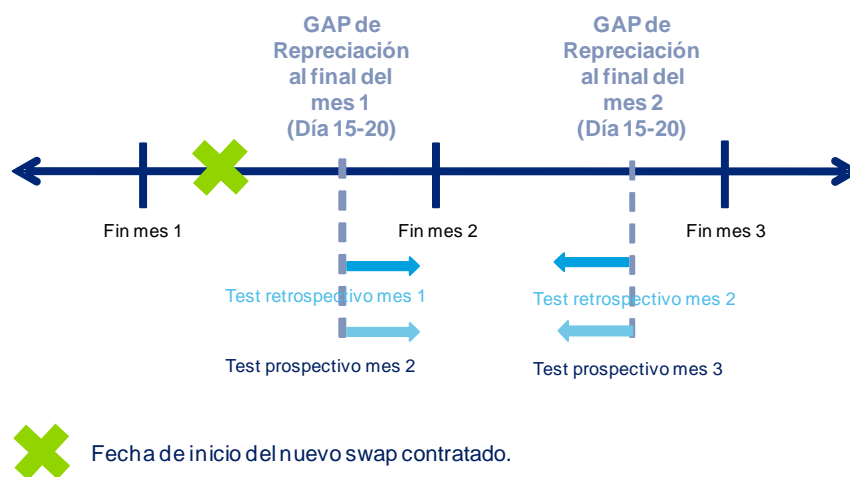 GAP de
Repreciación
al final del
mes 1
(Día 15-20)
GAP de
Repreciación
al final del
mes 2
(Día 15-20)
Fin mes 1
Fin mes 2
Fin mes 3
Test retrospectivo mes 1
Test retrospectivo mes 2
Test prospectivo mes 2
Test prospectivo mes 3
Fecha de inicio del nuevo swap contratado.